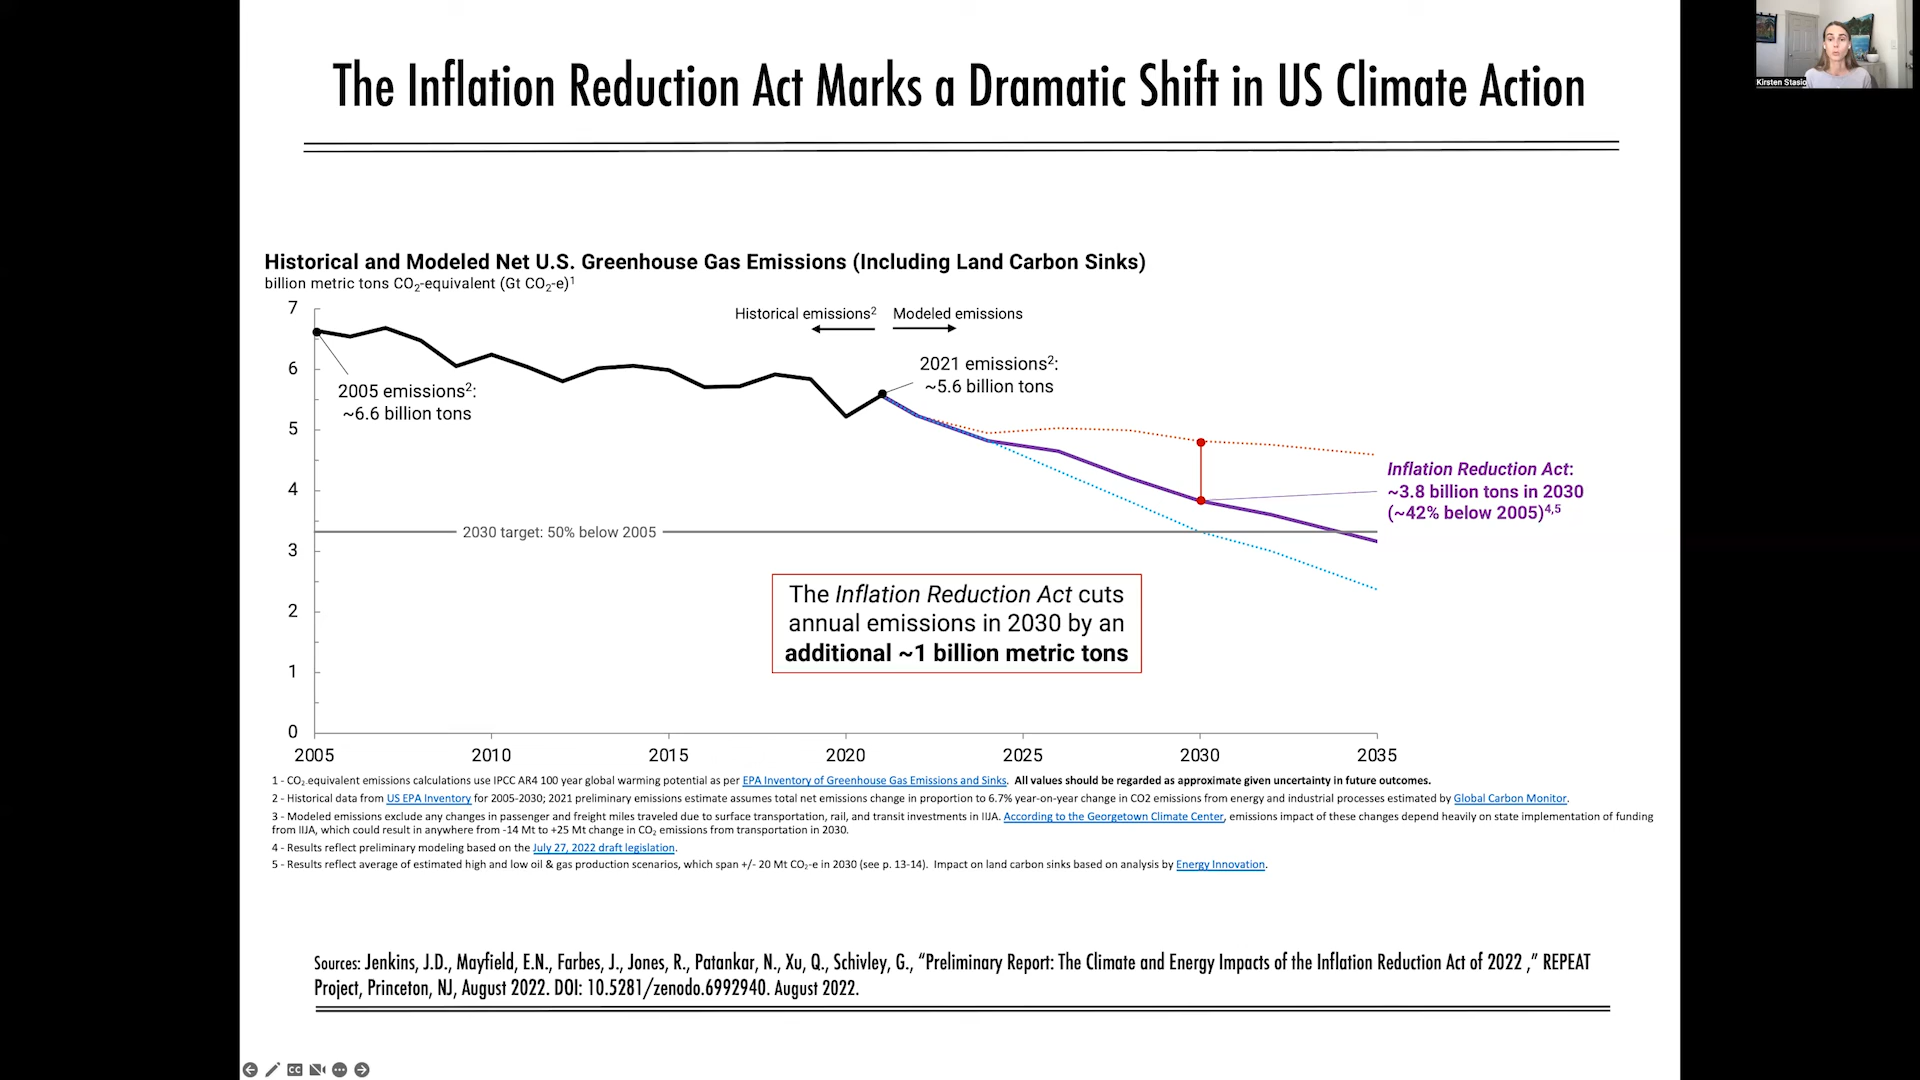 The Inflation Reduction Act Marks a Dramatic Shift in US Climate Action
Kirsten Stasio
Historical and Modeled Net U.S. Greenhouse Gas Emissions (Including Land Carbon Sinks)
billion metric tons CO₂-equivalent (Gt CO₂-e)¹
7
Historical emissions²
Modeled emissions
6
2021 emissions²:
~5.6 billion tons
2005 emissions²:
~6.6 billion tons
5
Inflation Reduction Act:
~3.8 billion tons in 2030
(~42% below 2005)⁴,⁵
4
2030 target: 50% below 2005
3
The Inflation Reduction Act cuts
annual emissions in 2030 by an
additional ~1 billion metric tons
2
1
0
2005 2010 2015 2020 2025 2030 2035
1 - CO₂-equivalent emissions calculations use IPCC AR4 100 year global warming potential as per EPA Inventory of Greenhouse Gas Emissions and Sinks. All values should be regarded as approximate given uncertainty in future outcomes.
2 - Historical data from US EPA Inventory for 2005-2030; 2021 preliminary emissions estimate assumes total net emissions change in proportion to 6.7% year-on-year change in CO2 emissions from energy and industrial processes estimated by Global Carbon Monitor.
3 - Modeled emissions exclude any changes in passenger and freight miles traveled due to surface transportation, rail, and transit investments in IIJA. According to the Georgetown Climate Center, emissions impact of these changes depend heavily on state implementation of funding
from IIJA, which could result in anywhere from -14 Mt to +25 Mt change in CO₂ emissions from transportation in 2030.
4 - Results reflect preliminary modeling based on the July 27, 2022 draft legislation.
5 - Results reflect average of estimated high and low oil & gas production scenarios, which span +/- 20 Mt CO₂-e in 2030 (see p. 13-14). Impact on land carbon sinks based on analysis by Energy Innovation.
Sources: Jenkins, J.D., Mayfield, E.N., Farbes, J., Jones, R., Patankar, N., Xu, Q., Schivley, G., “Preliminary Report: The Climate and Energy Impacts of the Inflation Reduction Act of 2022 ,” REPEAT
Project, Princeton, NJ, August 2022. DOI: 10.5281/zenodo.6992940. August 2022.
CC